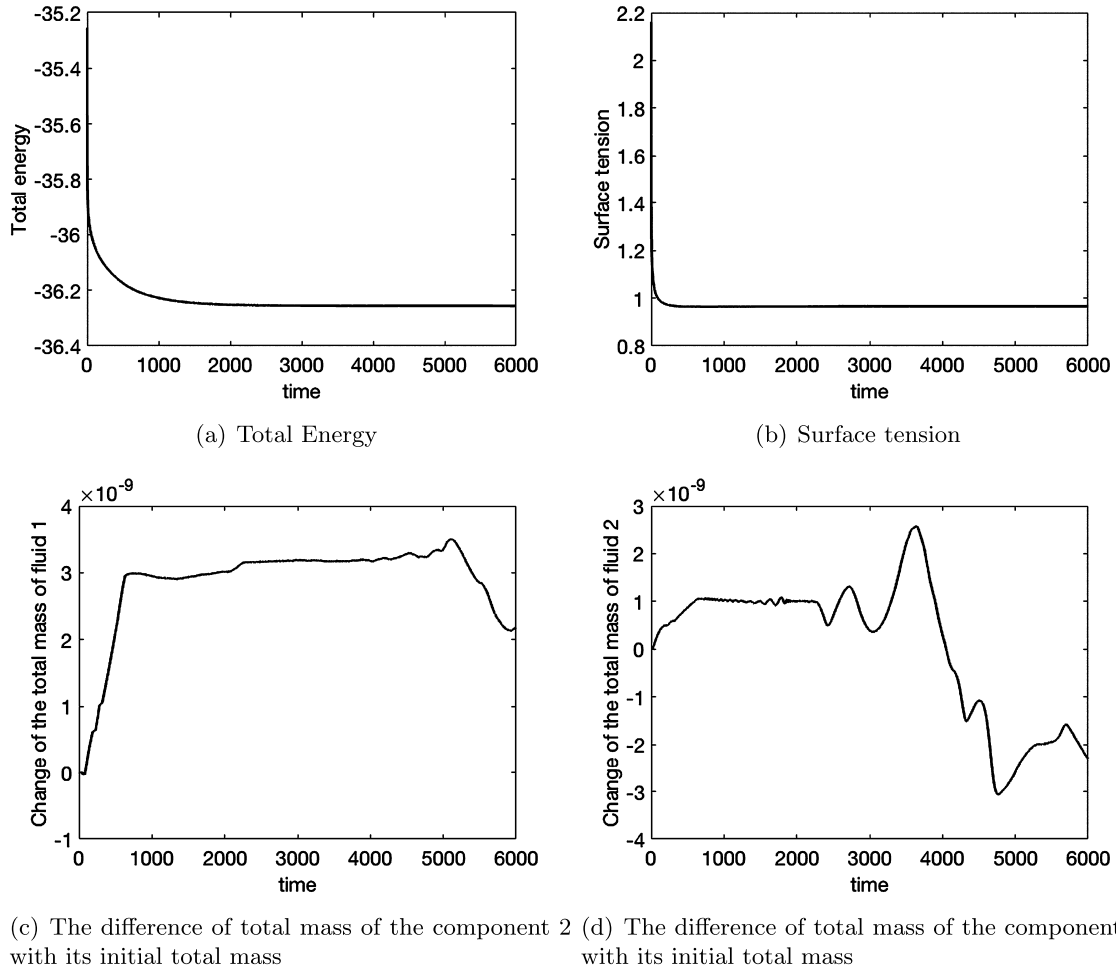 -35.2
-35.4
-35.6
-35.8
-36
-36.2
-36.4
Total energy
0 1000 2000 3000 4000 5000 6000
time
(a) Total Energy
2.2
2
1.8
1.6
1.4
1.2
1
0.8
Surface tension
0 1000 2000 3000 4000 5000 6000
time
(b) Surface tension
×10-9
4
3
2
1
0
-1
Change of the total mass of fluid 1
0 1000 2000 3000 4000 5000 6000
time
(c) The difference of total mass of the component 2
with its initial total mass
×10-9
3
2
1
0
-1
-2
-3
-4
Change of the total mass of fluid 2
0 1000 2000 3000 4000 5000 6000
time
(d) The difference of total mass of the component
with its initial total mass